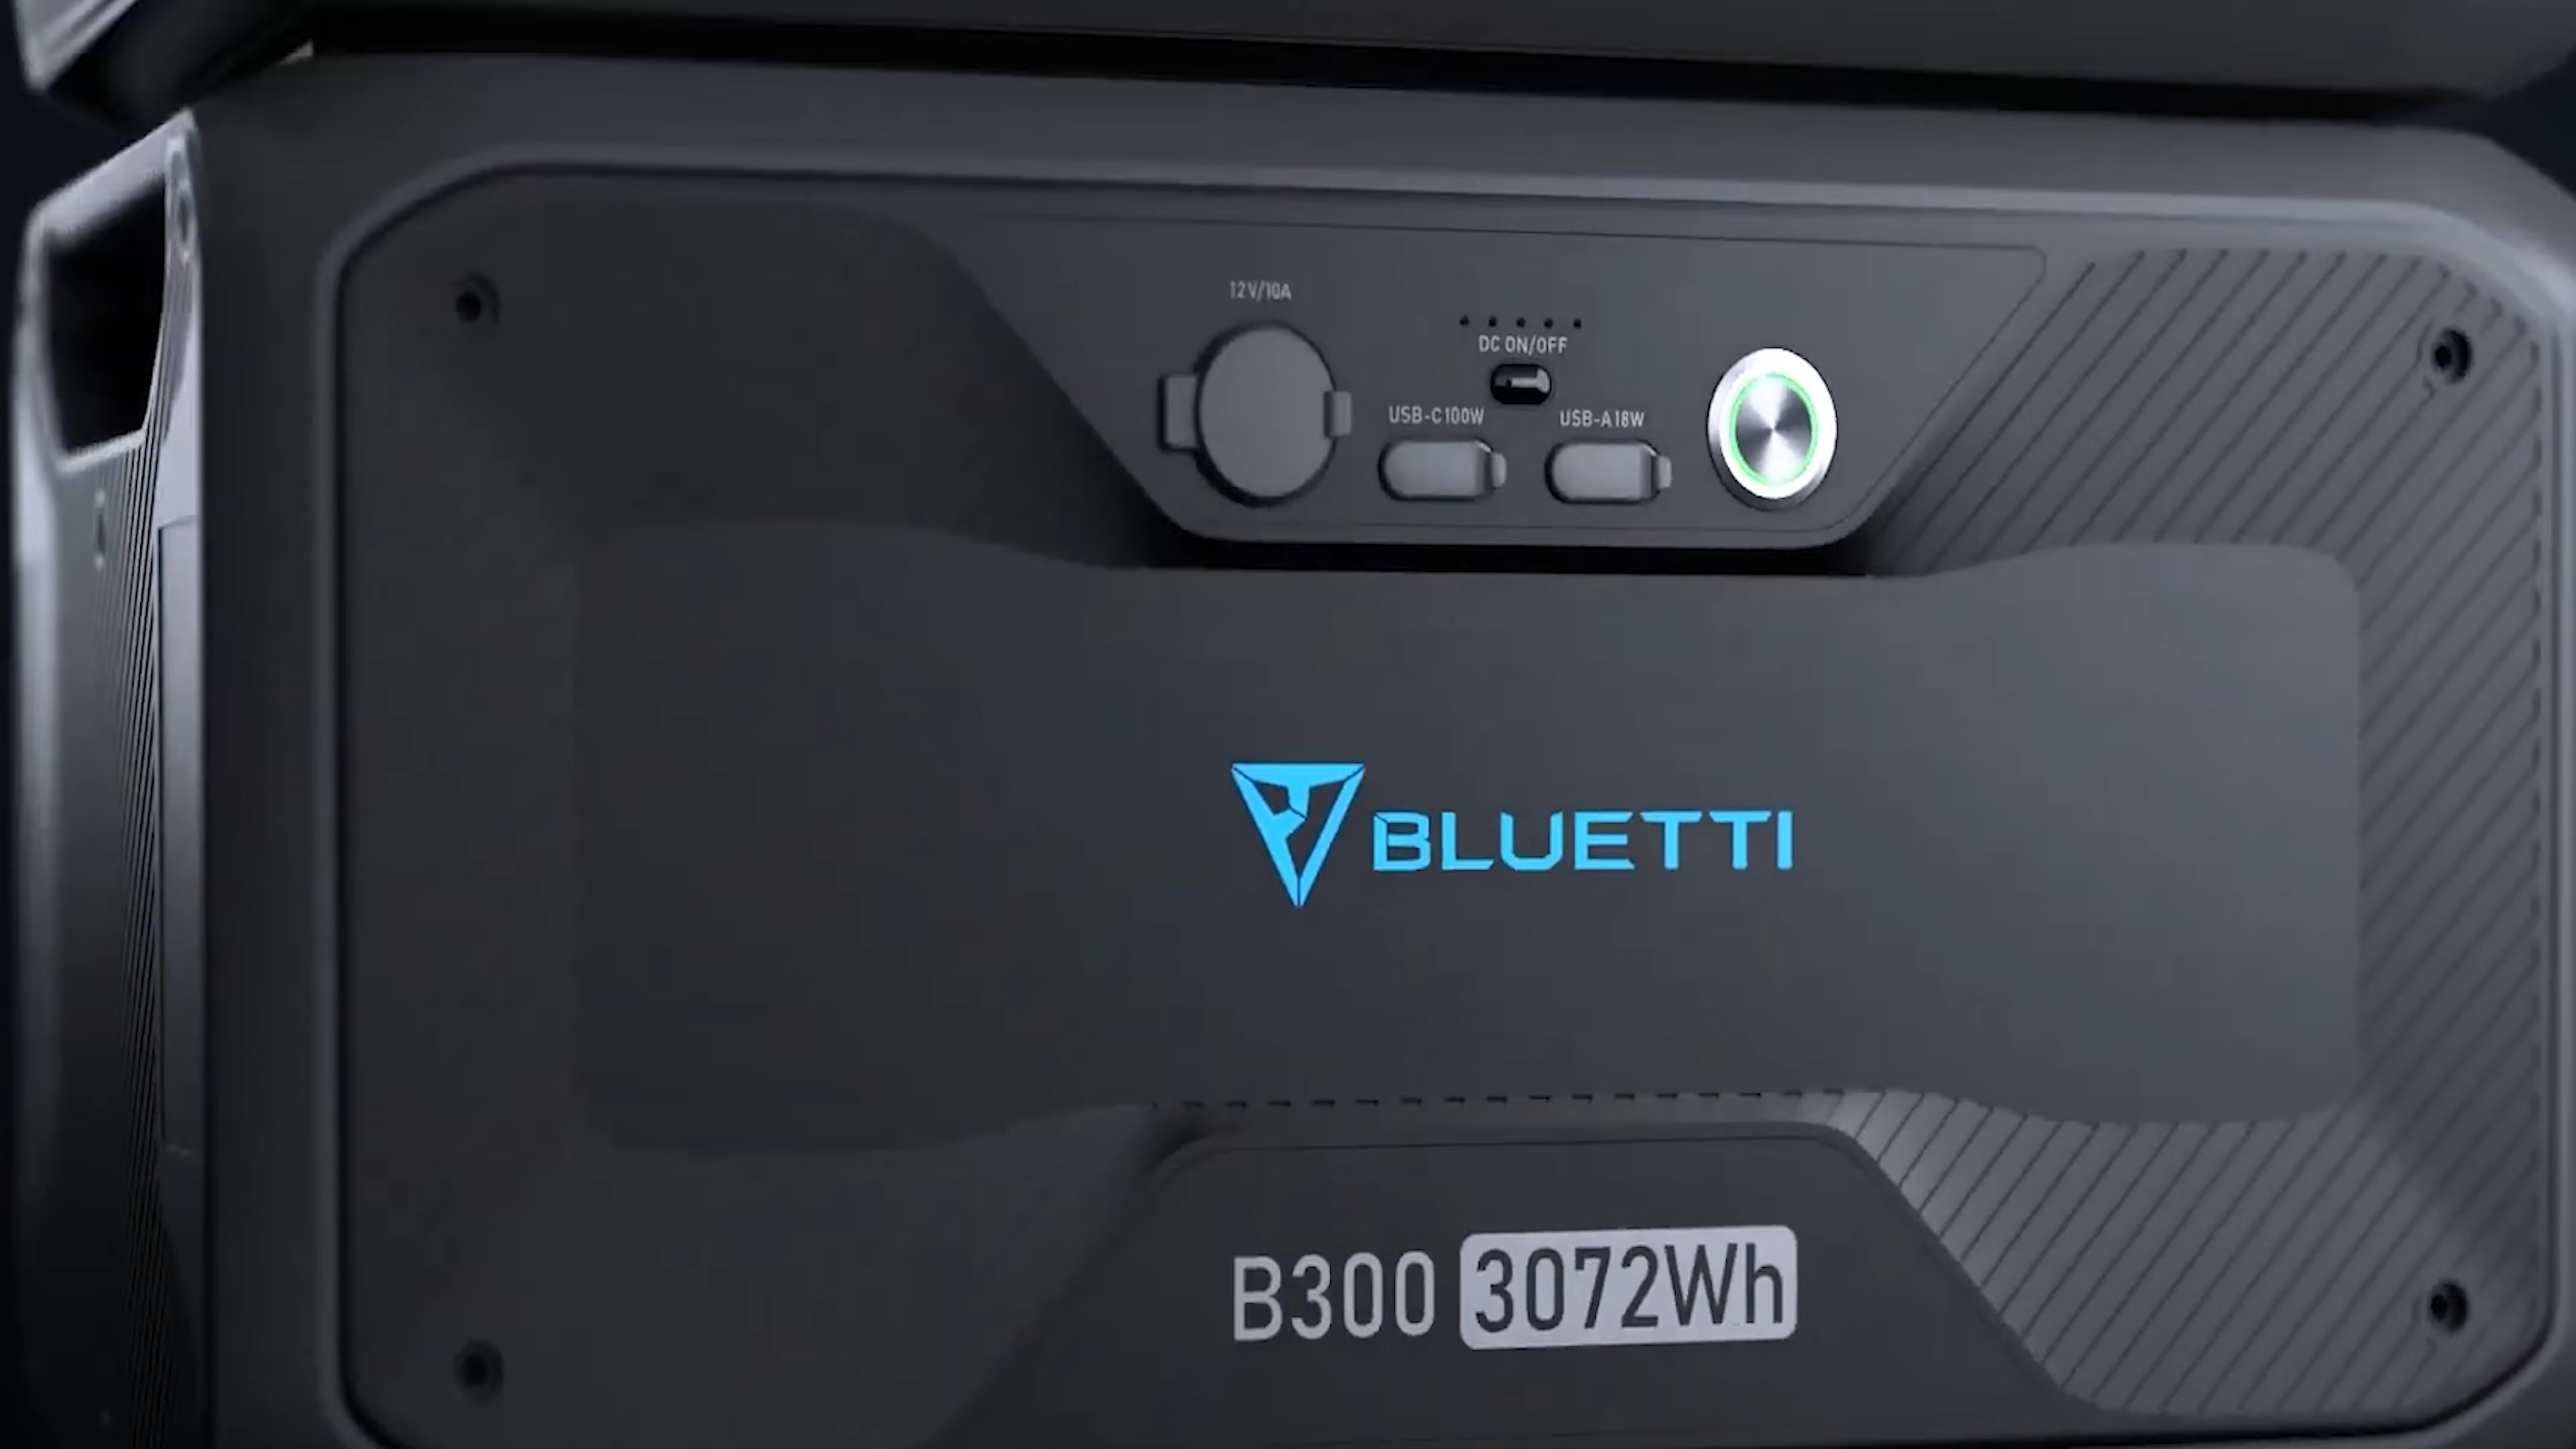 12V/10A
DC ON/OFF
USB-C100W
USB-A18W
BLUETTI
B300 3072Wh